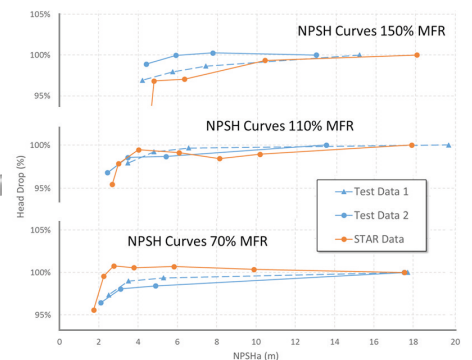 105%
NPSH Curves 150% MFR
100%
95%
NPSH Curves 110% MFR
100%
95%
Head Drop (%)
Test Data 1
Test Data 2
STAR Data
105%
NPSH Curves 70% MFR
100%
95%
0 2 4 6 8 10 12 14 16 18 20
NPSHa (m)